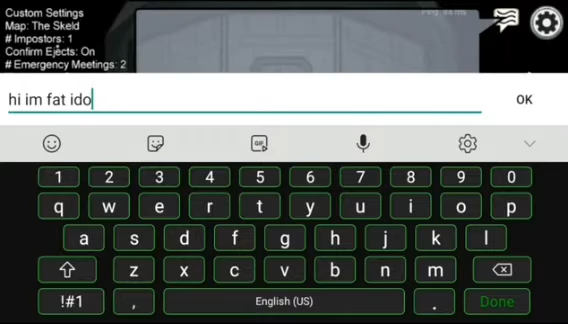 Custom Settings
Map: The Skeld
# Impostors: 1
Confirm Ejects: On
# Emergency Meetings: 2
hi im fat ido
OK
GIF
1 2 3 4 5 6 7 8 9 0
q w e r t y u i o p
a s d f g h j k l
z x c v b n m
!#1 , English (US) . Done